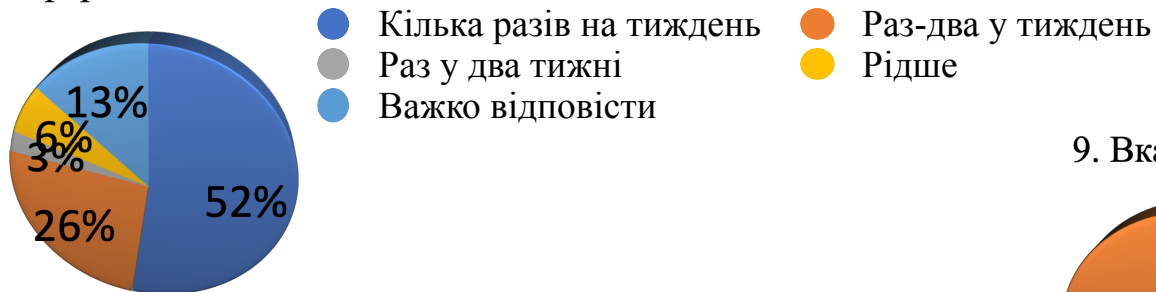 Кілька разів на тиждень
Раз-два у тиждень
Раз у два тижні
Рідше
Важко відповісти
13%
6%
3%
52%
26%
9. Вка